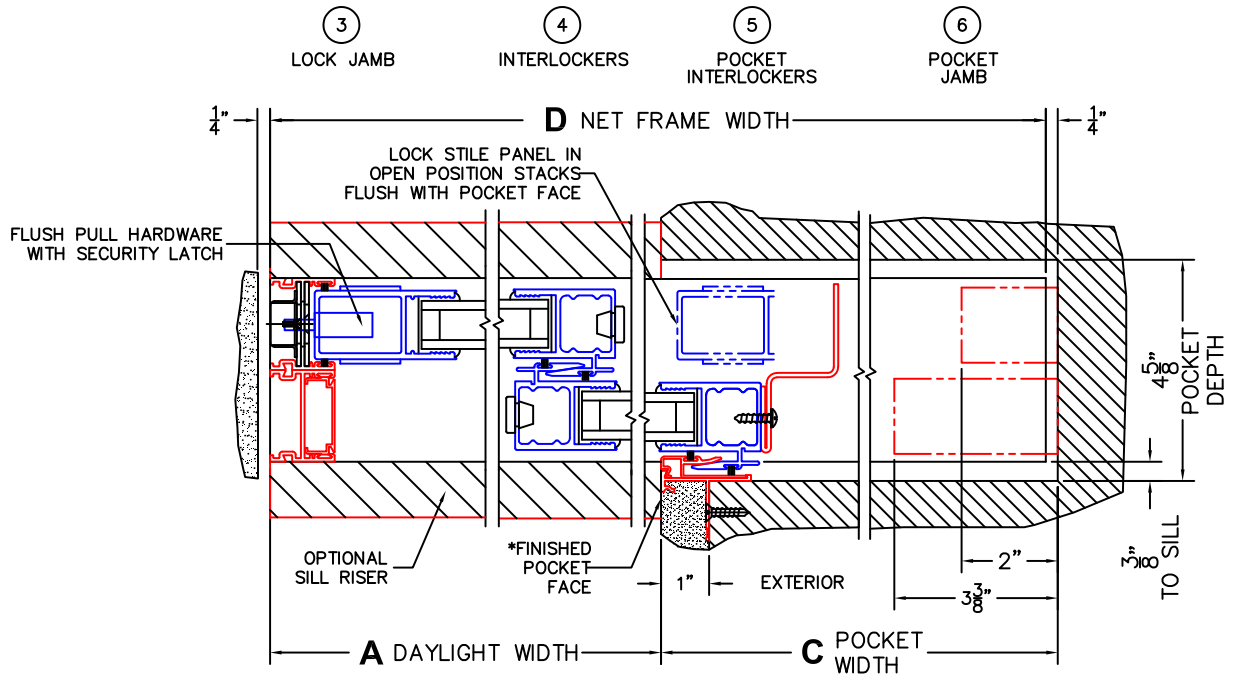 3
LOCK JAMB
4
INTERLOCKERS
5
POCKET
INTERLOCKERS
6
POCKET
JAMB
1/4"
D NET FRAME WIDTH
1/4"
LOCK STILE PANEL IN
OPEN POSITION STACKS
FLUSH WITH POCKET FACE
FLUSH PULL HARDWARE
WITH SECURITY LATCH
4 5/8"
POCKET
DEPTH
OPTIONAL
SILL RISER
*FINISHED
POCKET
FACE
1"
EXTERIOR
2"
3 3/8"
3/8"
TO SILL
A DAYLIGHT WIDTH
C POCKET
WIDTH